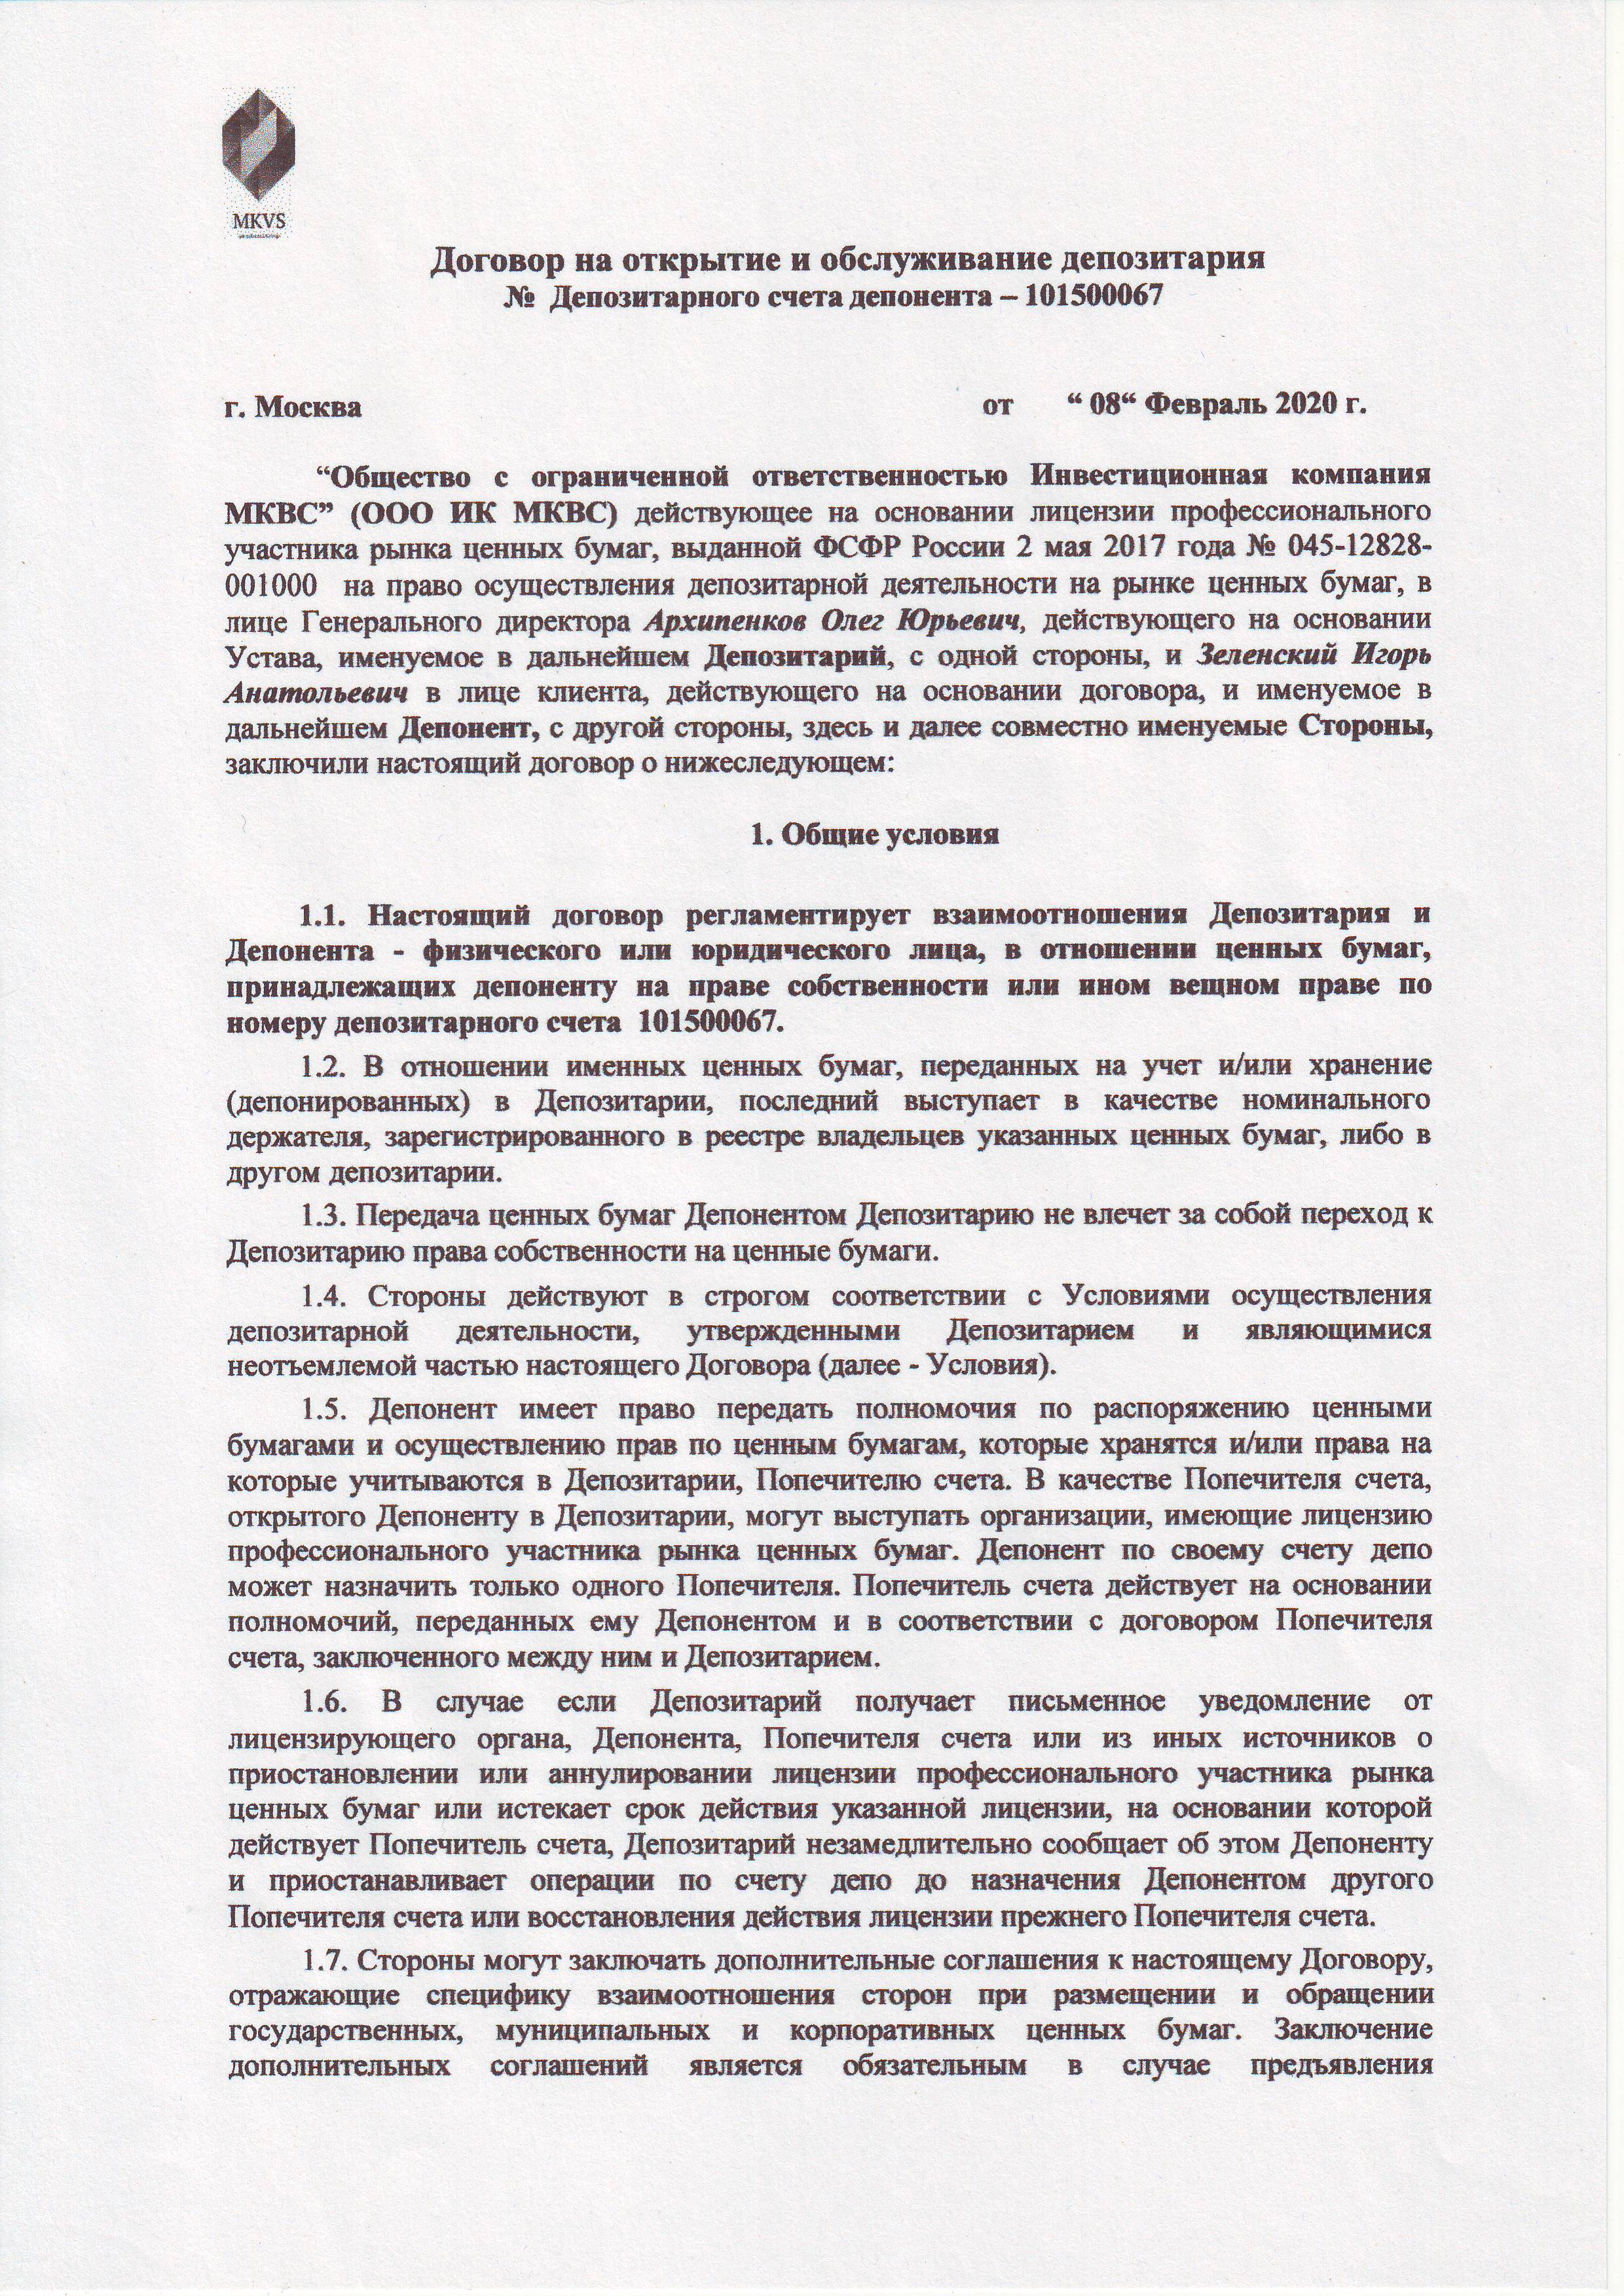 MKVS
Договор на открытие и обслуживание депозитария
№ Депозитарного счета депонента – 101500067
г. Москва от “ 08“ Февраль 2020 г.
“Общество с ограниченной ответственностью Инвестиционная компания
МКВС” (ООО ИК МКВС) действующее на основании лицензии профессионального
участника рынка ценных бумаг, выданной ФСФР России 2 мая 2017 года № 045-12828-
001000 на право осуществления депозитарной деятельности на рынке ценных бумаг, в
лице Генерального директора Архипенков Олег Юрьевич, действующего на основании
Устава, именуемое в дальнейшем Депозитарий, с одной стороны, и Зеленский Игорь
Анатольевич в лице клиента, действующего на основании договора, и именуемое в
дальнейшем Депонент, с другой стороны, здесь и далее совместно именуемые Стороны,
заключили настоящий договор о нижеследующем:
1. Общие условия
1.1. Настоящий договор регламентирует взаимоотношения Депозитария и
Депонента - физического или юридического лица, в отношении ценных бумаг,
принадлежащих депоненту на праве собственности или ином вещном праве по
номеру депозитарного счета 101500067.
1.2. В отношении именных ценных бумаг, переданных на учет и/или хранение
(депонированных) в Депозитарии, последний выступает в качестве номинального
держателя, зарегистрированного в реестре владельцев указанных ценных бумаг, либо в
другом депозитарии.
1.3. Передача ценных бумаг Депонентом Депозитарию не влечет за собой переход к
Депозитарию права собственности на ценные бумаги.
1.4. Стороны действуют в строгом соответствии с Условиями осуществления
депозитарной деятельности, утвержденными Депозитарием и являющимися
неотъемлемой частью настоящего Договора (далее - Условия).
1.5. Депонент имеет право передать полномочия по распоряжению ценными
бумагами и осуществлению прав по ценным бумагам, которые хранятся и/или права на
которые учитываются в Депозитарии, Попечителю счета. В качестве Попечителя счета,
открытого Депоненту в Депозитарии, могут выступать организации, имеющие лицензию
профессионального участника рынка ценных бумаг. Депонент по своему счету депо
может назначить только одного Попечителя. Попечитель счета действует на основании
полномочий, переданных ему Депонентом и в соответствии с договором Попечителя
счета, заключенного между ним и Депозитарием.
1.6. В случае если Депозитарий получает письменное уведомление от
лицензирующего органа, Депонента, Попечителя счета или из иных источников о
приостановлении или аннулировании лицензии профессионального участника рынка
ценных бумаг или истекает срок действия указанной лицензии, на основании которой
действует Попечитель счета, Депозитарий незамедлительно сообщает об этом Депоненту
и приостанавливает операции по счету депо до назначения Депонентом другого
Попечителя счета или восстановления действия лицензии прежнего Попечителя счета.
1.7. Стороны могут заключать дополнительные соглашения к настоящему Договору,
отражающие специфику взаимоотношения сторон при размещении и обращении
государственных, муниципальных и корпоративных ценных бумаг. Заключение
дополнительных соглашений является обязательным в случае предъявления